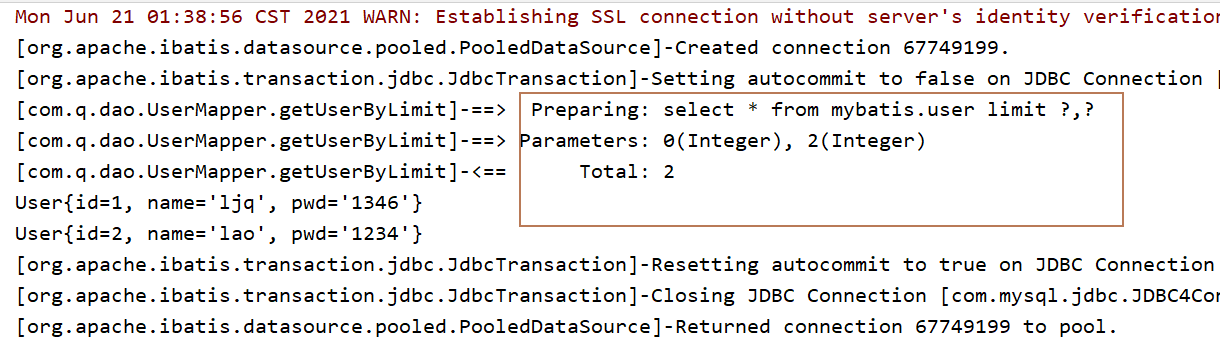 Mon Jun 21 01:38:56 CST 2021 WARN: Establishing SSL connection without server's identity verification
[org.apache.ibatis.datasource.pooled.PooledDataSource]-Created connection 67749199.
[org.apache.ibatis.transaction.jdbc.JdbcTransaction]-Setting autocommit to false on JDBC Connection [
[com.q.dao.UserMapper.getUserByLimit]-==>  Preparing: select * from mybatis.user limit ?,?
[com.q.dao.UserMapper.getUserByLimit]-==> Parameters: 0(Integer), 2(Integer)
[com.q.dao.UserMapper.getUserByLimit]-<==      Total: 2
User{id=1, name='ljq', pwd='1346'}
User{id=2, name='lao', pwd='1234'}
[org.apache.ibatis.transaction.jdbc.JdbcTransaction]-Resetting autocommit to true on JDBC Connection
[org.apache.ibatis.transaction.jdbc.JdbcTransaction]-Closing JDBC Connection [com.mysql.jdbc.JDBC4Con
[org.apache.ibatis.datasource.pooled.PooledDataSource]-Returned connection 67749199 to pool.